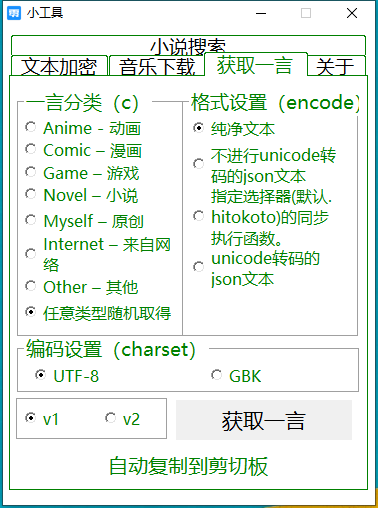 小工具
小说搜索
文本加密 音乐下载 获取一言 关于
一言分类（c） 格式设置（encode）
Anime - 动画
Comic – 漫画
Game – 游戏
Novel – 小说
Myself – 原创
Internet – 来自网
络
Other – 其他
任意类型随机取得
纯净文本
不进行unicode转
码的json文本
指定选择器(默认.
hitokoto)的同步
执行函数。
unicode转码的
json文本
编码设置（charset）
UTF-8 GBK
v1 v2 获取一言
自动复制到剪切板